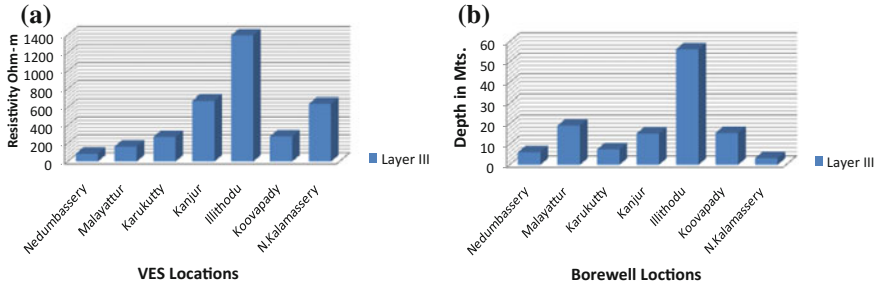 (a)
Resistivity Ohm-m
1400
1200
1000
800
600
400
200
0
Nedumbassery
Malayattur
Karukutty
Kanjur
Illithodu
Koovapady
N.Kalamassery
Layer III
VES Locations
(b)
Depth in Mts.
60
50
40
30
20
10
0
Nedumbassery
Malayattur
Karukutty
Kanjur
Illithodu
Koovapady
N.Kalamassery
Layer III
Borewell Loctions